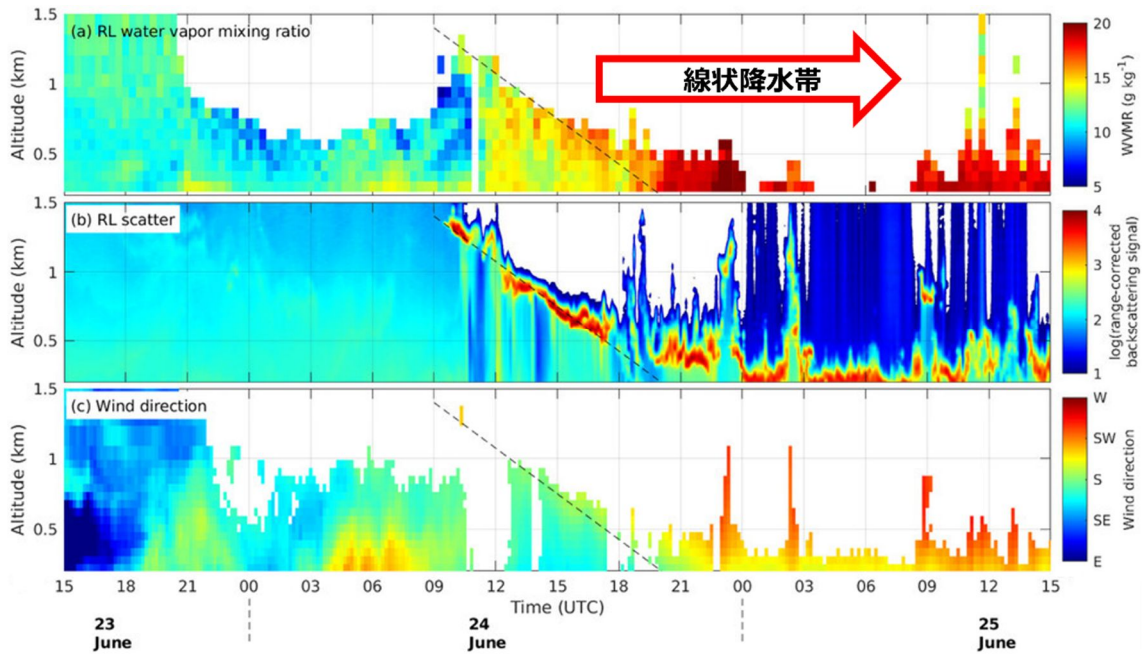 (a) RL water vapor mixing ratio
線状降水帯
Altitude (km)
1.5
1
0.5
20
15
10
5
WVMR (g kg-1)
(b) RL scatter
Altitude (km)
1.5
1
0.5
4
3
2
1
log(range-corrected
backscattering signal)
(c) Wind direction
Altitude (km)
1.5
1
0.5
W
SW
S
SE
E
Wind direction
15 18 21 00 03 06 09 12 15 18 21 00 03 06 09 12 15
Time (UTC)
23
June
24
June
25
June